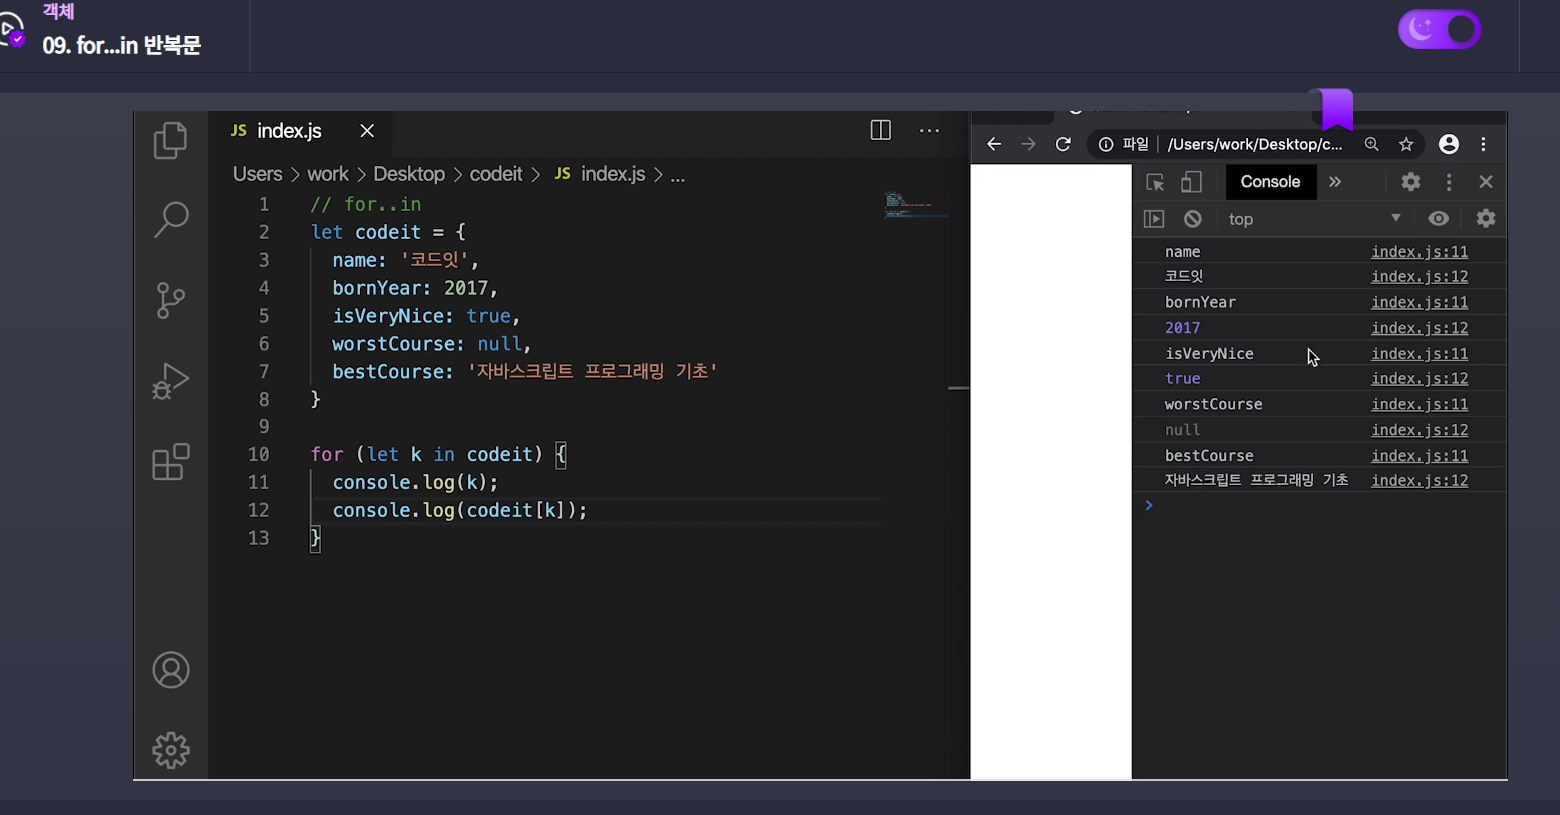 객체
09. for...in 반복문
JS index.js
Users > work > Desktop > codeit > JS index.js > ...
1 // for..in
2 let codeit = {
3 name: '코드잇',
4 bornYear: 2017,
5 isVeryNice: true,
6 worstCourse: null,
7 bestCourse: '자바스크립트 프로그래밍 기초'
8 }
9
10 for (let k in codeit) {
11 console.log(k);
12 console.log(codeit[k]);
13 }
파일 | /Users/work/Desktop/c...
Console
top
name index.js:11
코드잇 index.js:12
bornYear index.js:11
2017 index.js:12
isVeryNice index.js:11
true index.js:12
worstCourse index.js:11
null index.js:12
bestCourse index.js:11
자바스크립트 프로그래밍 기초 index.js:12